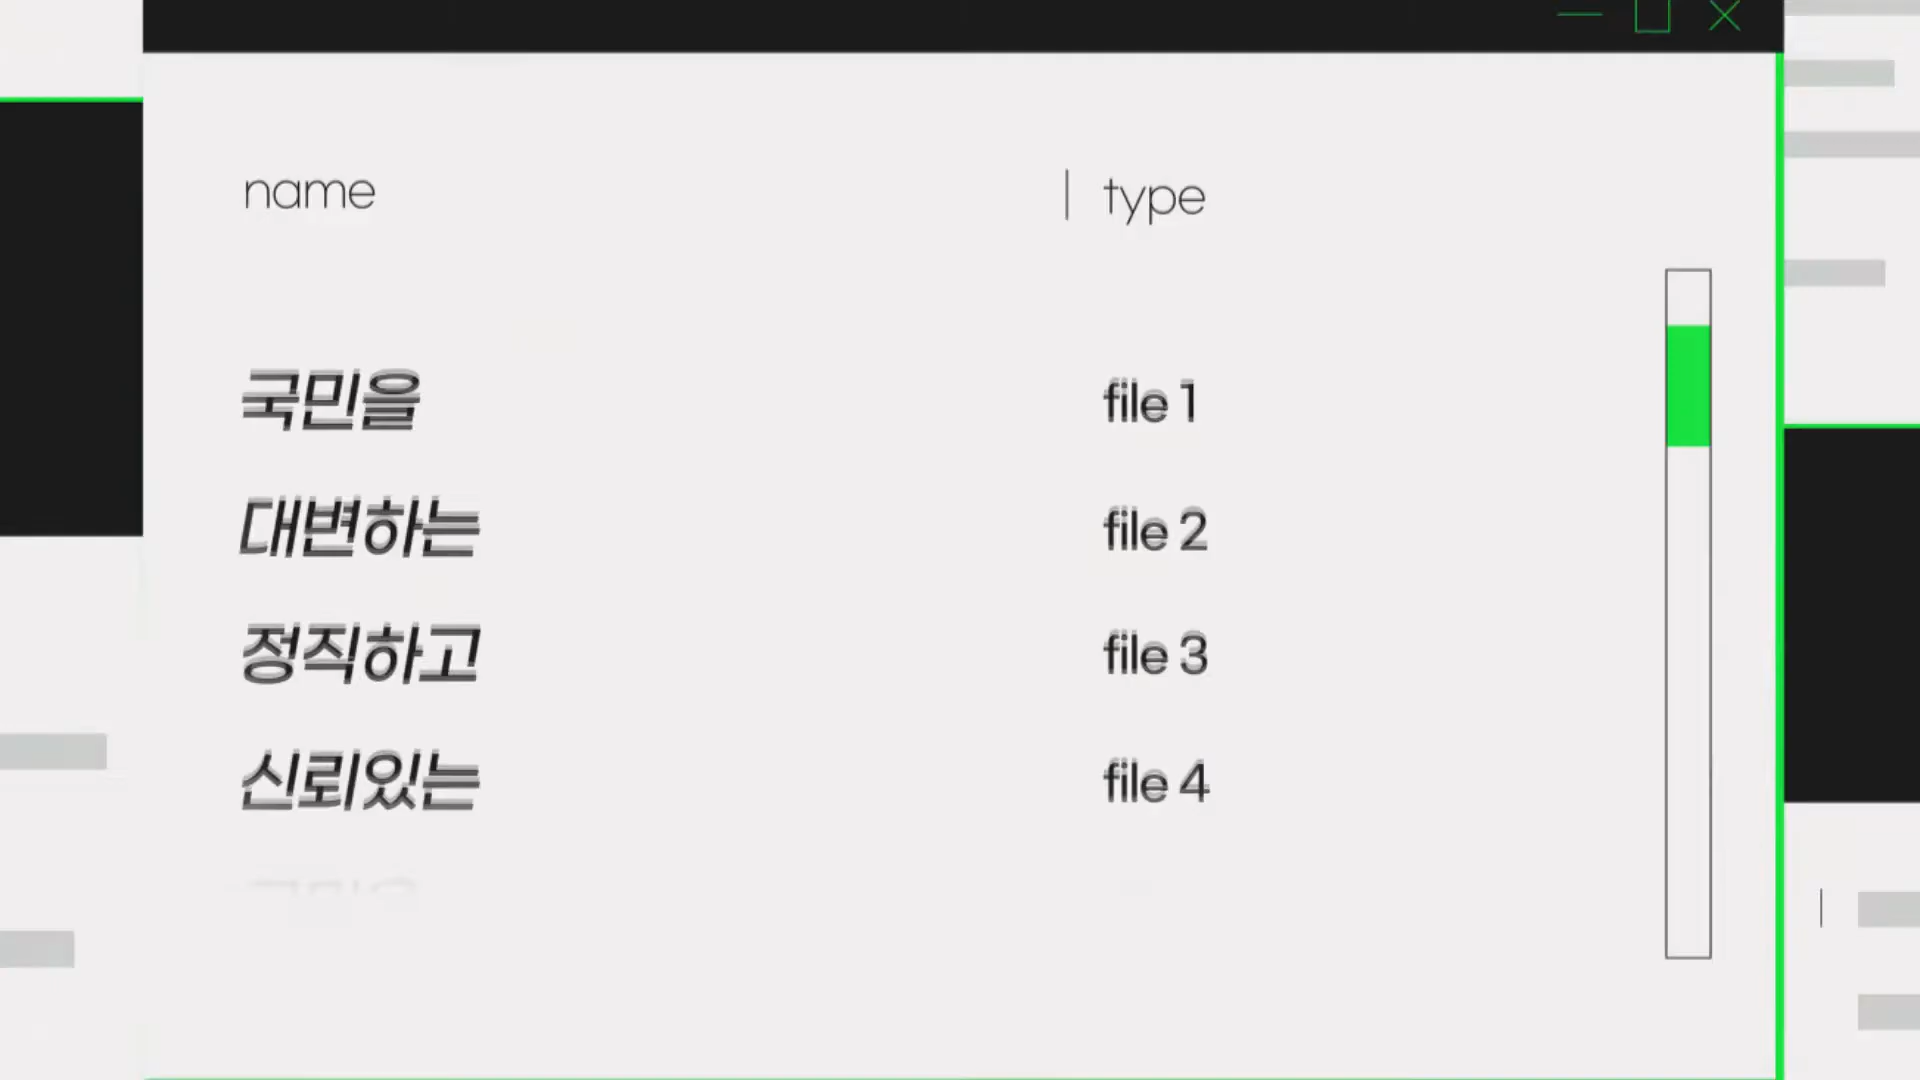 name | type
국민을 file 1
대변하는 file 2
정직하고 file 3
신뢰있는 file 4